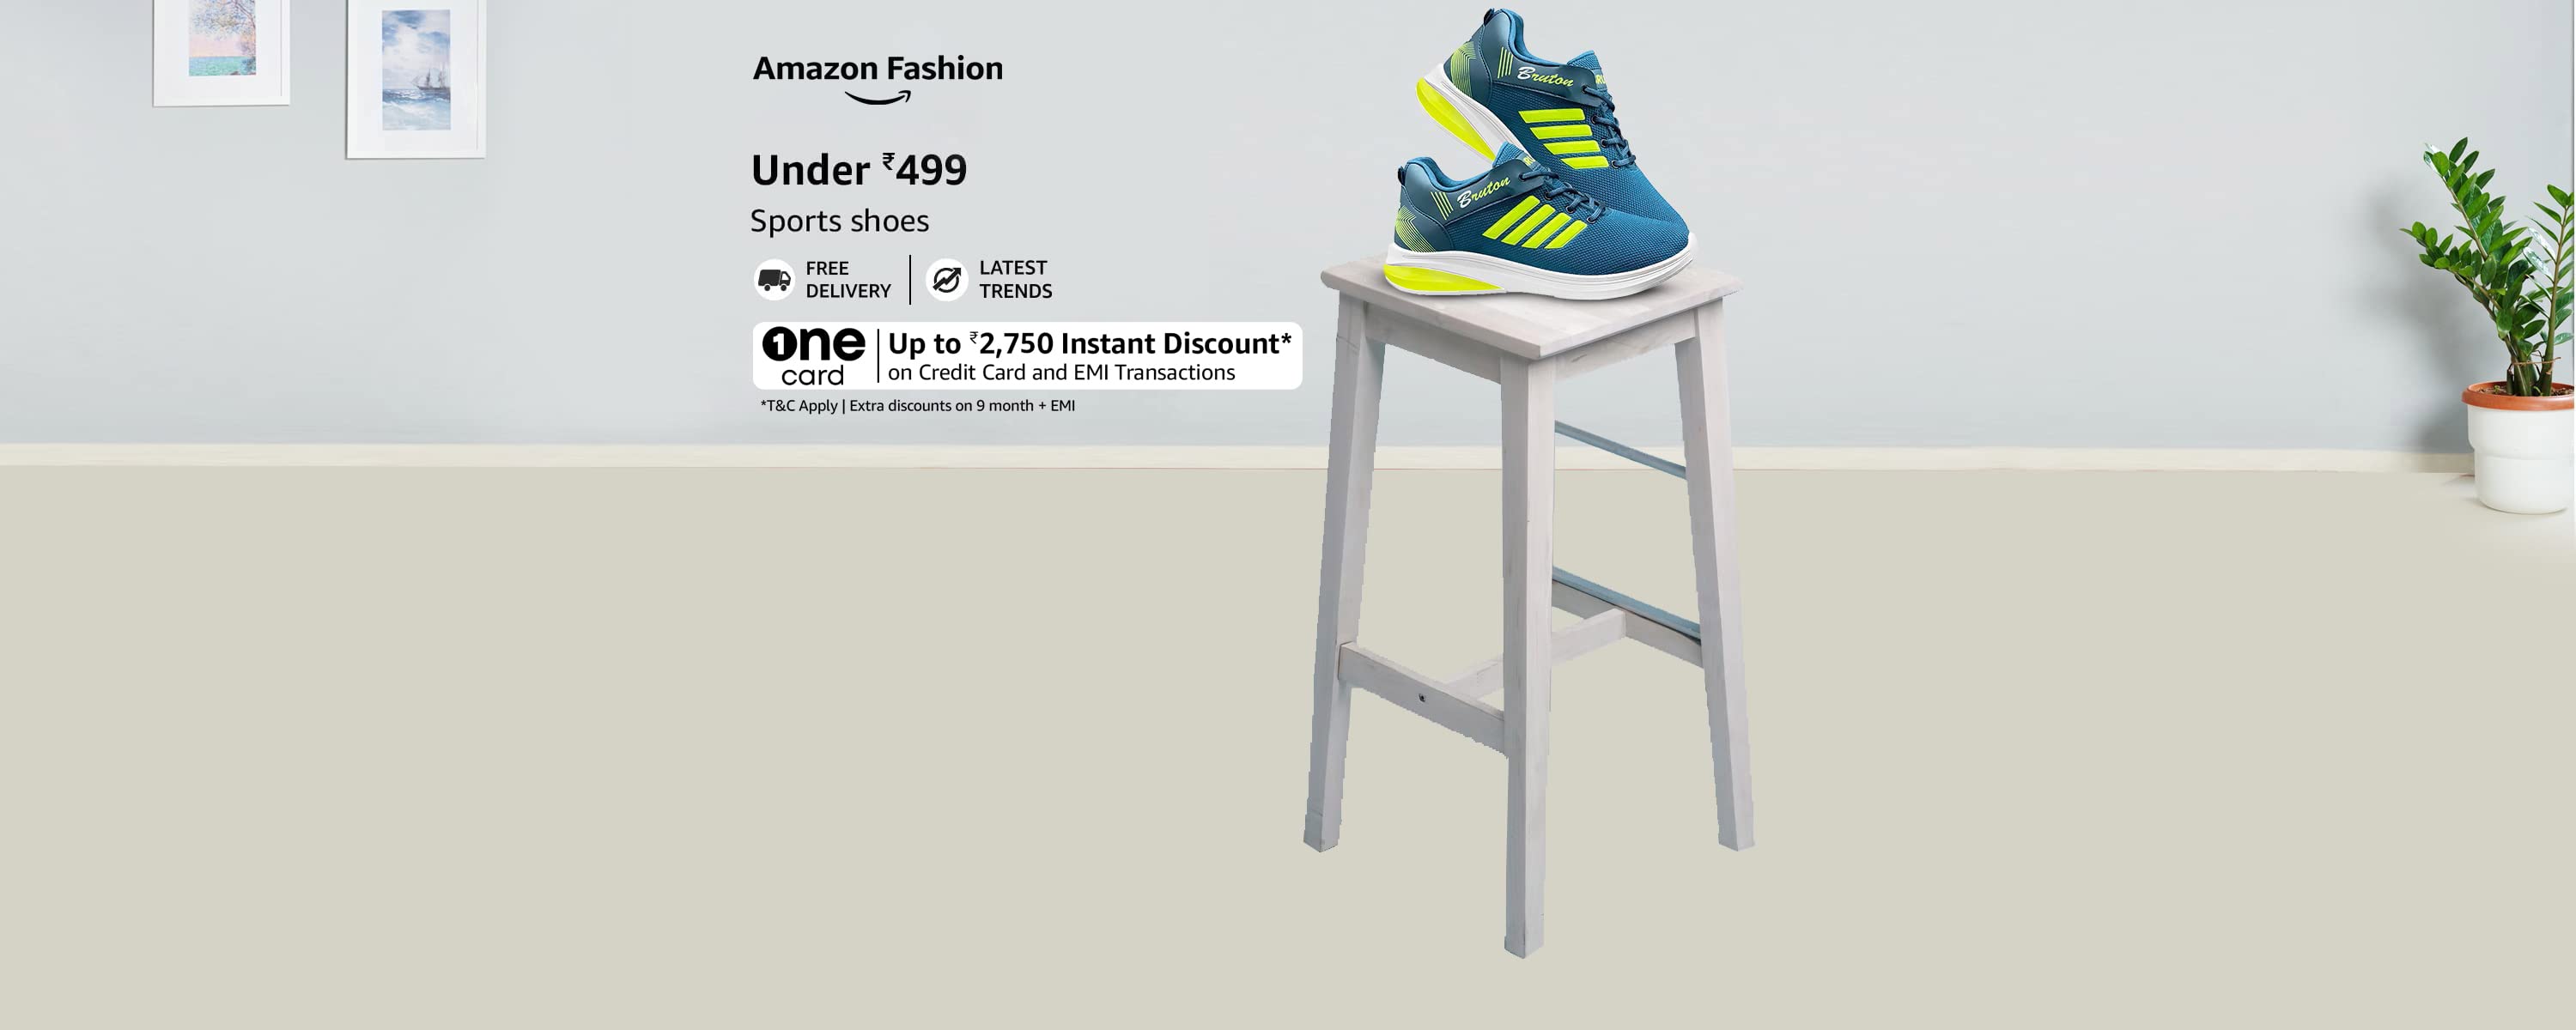 Amazon Fashion
Under ₹499
Sports shoes
FREE
DELIVERY
LATEST
TRENDS
1ne
card
Up to ₹2,750 Instant Discount*
on Credit Card and EMI Transactions
*T&C Apply | Extra discounts on 9 month + EMI
Bruton
Bruton